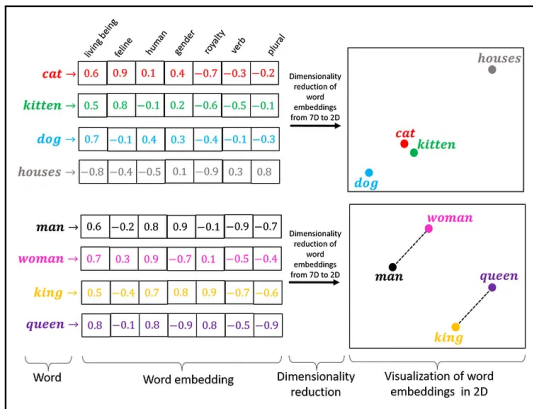 living being feline human gender royalty verb plural
cat → 0.6 0.9 0.1 0.4 −0.7 −0.3 −0.2
kitten → 0.5 0.8 −0.1 0.2 −0.6 −0.5 −0.1
dog → 0.7 −0.1 0.4 0.3 −0.4 −0.1 −0.3
houses → −0.8 −0.4 −0.5 0.1 −0.9 0.3 0.8
Dimensionality
reduction of
word
embeddings
from 7D to 2D
houses
cat
kitten
dog
man → 0.6 −0.2 0.8 0.9 −0.1 −0.9 −0.7
woman → 0.7 0.3 0.9 −0.7 0.1 −0.5 −0.4
king → 0.5 −0.4 0.7 0.8 0.9 −0.7 −0.6
queen → 0.8 −0.1 0.8 −0.9 0.8 −0.5 −0.9
Dimensionality
reduction of
word
embeddings
from 7D to 2D
woman
man
queen
king
Word
Word embedding
Dimensionality
reduction
Visualization of word
embeddings in 2D